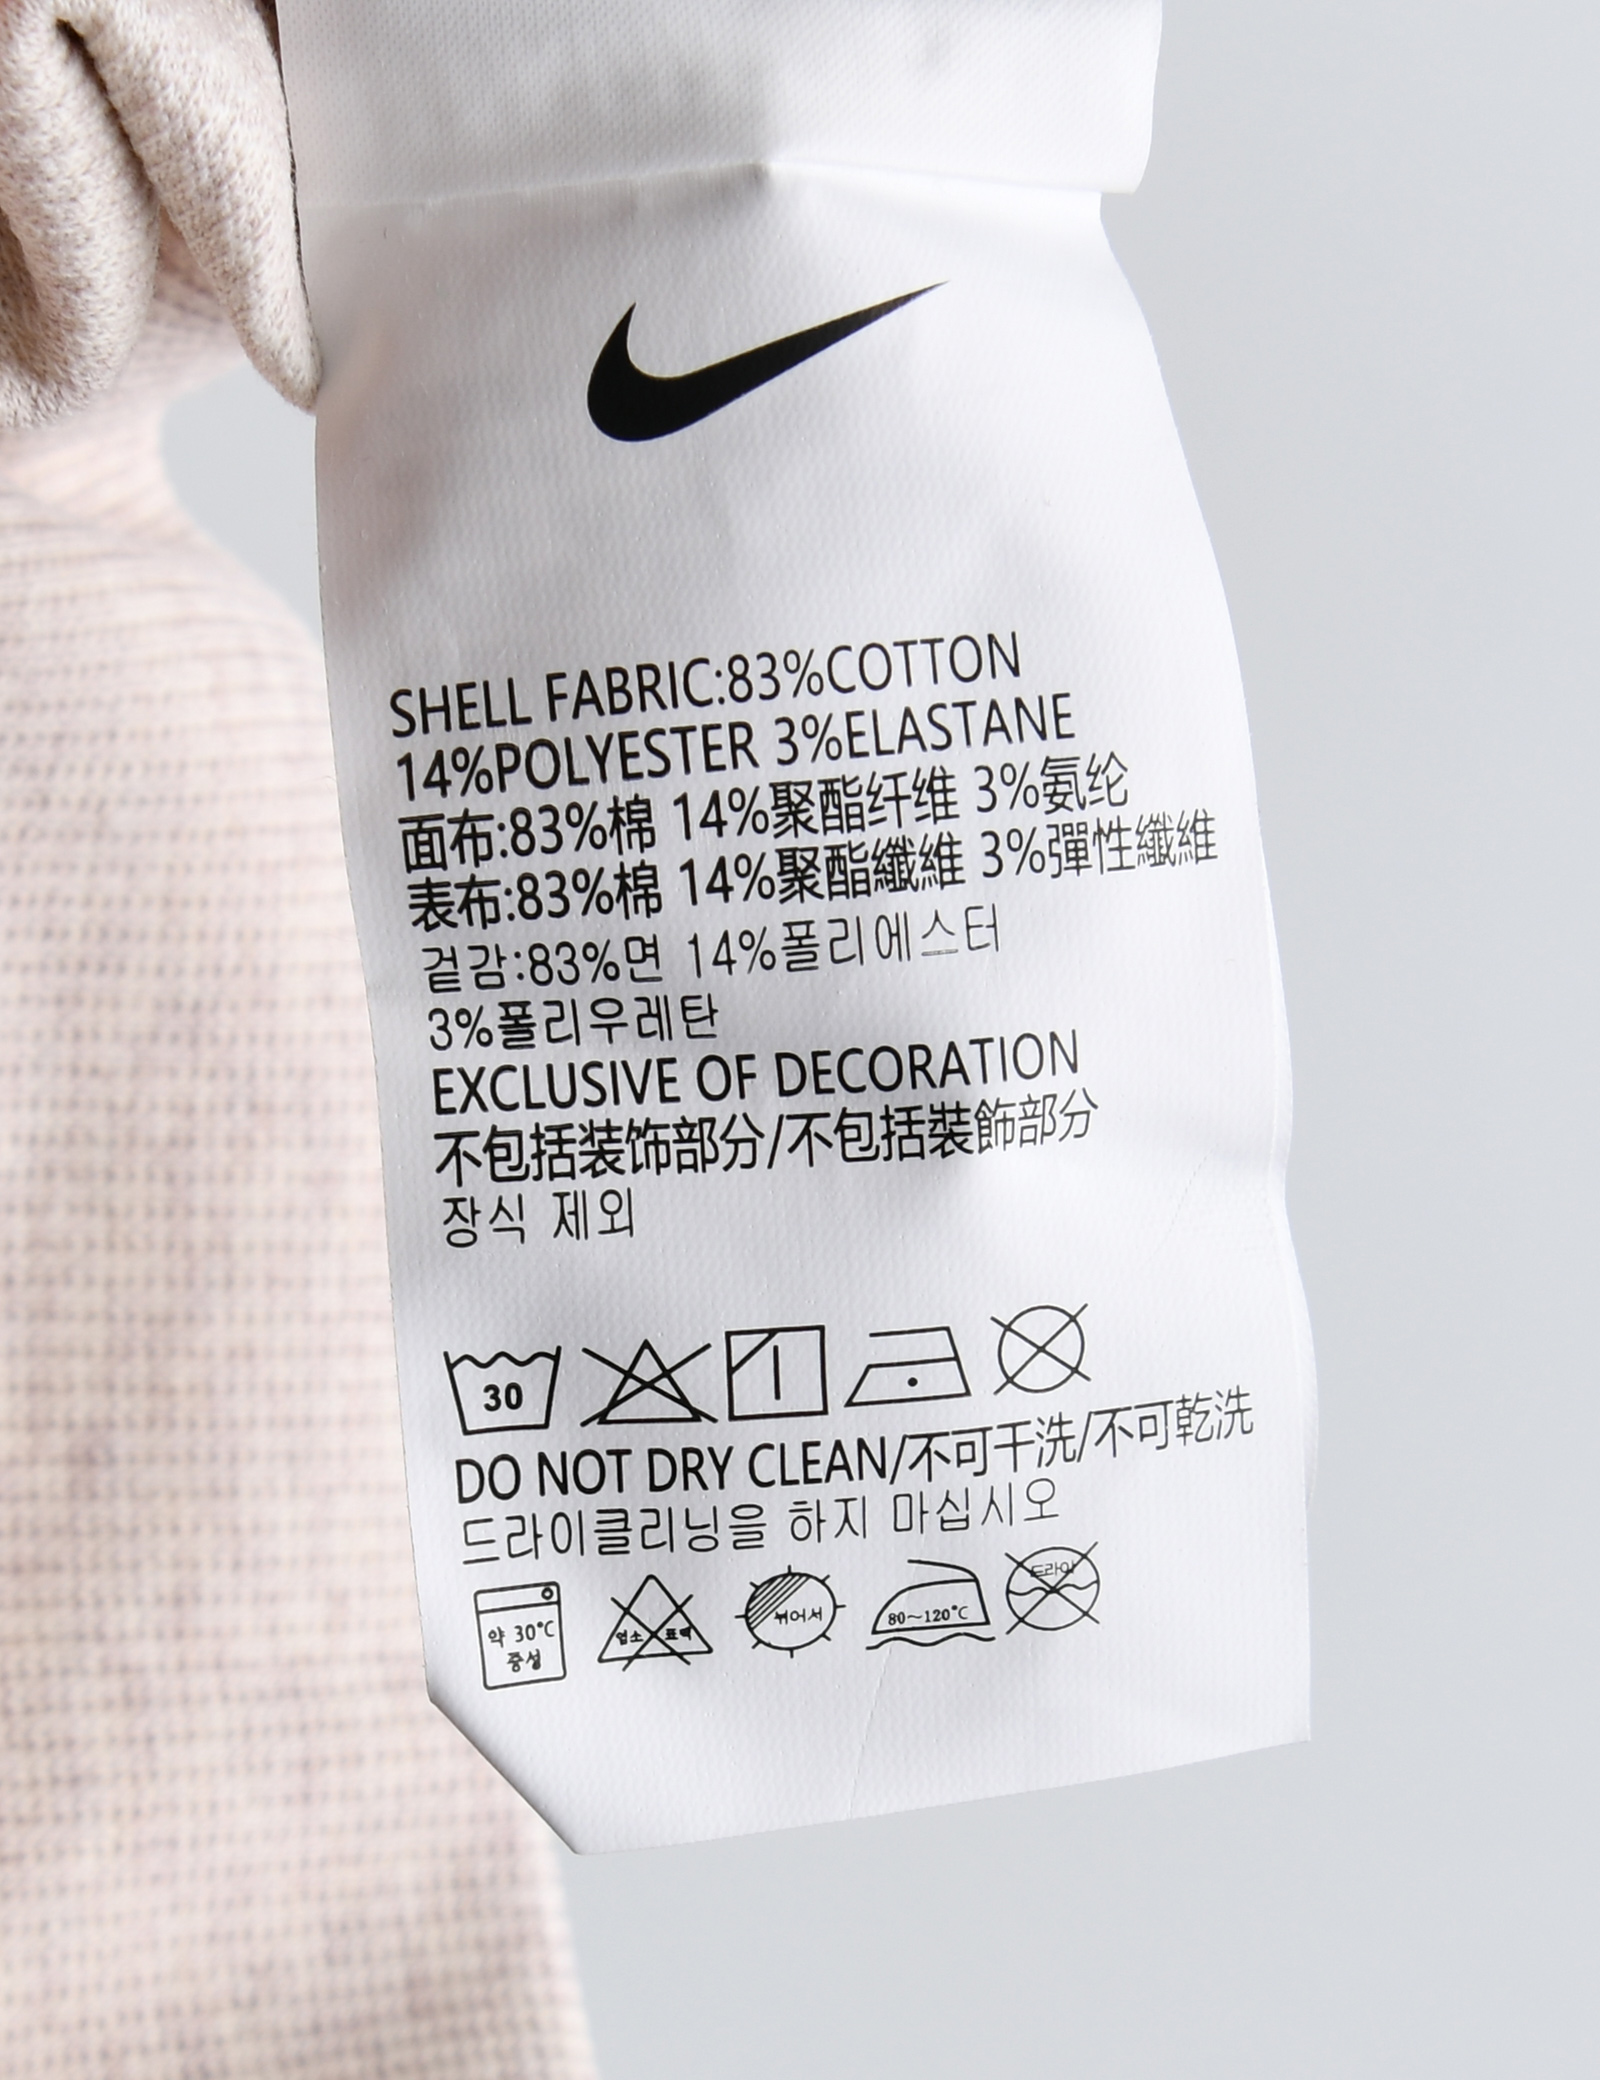 SHELL FABRIC:83%COTTON
14%POLYESTER 3%ELASTANE
面布:83%棉 14%聚酯纤维 3%氨纶
表布:83%棉 14%聚酯纖維 3%彈性纖維
겉감:83%면 14%폴리에스터
3%폴리우레탄
EXCLUSIVE OF DECORATION
不包括装饰部分/不包括裝飾部分
장식 제외
30
DO NOT DRY CLEAN/不可干洗/不可乾洗
드라이클리닝을 하지 마십시오
약 30℃ 중성
염소 표백
뉘어서
80~120℃
드라이